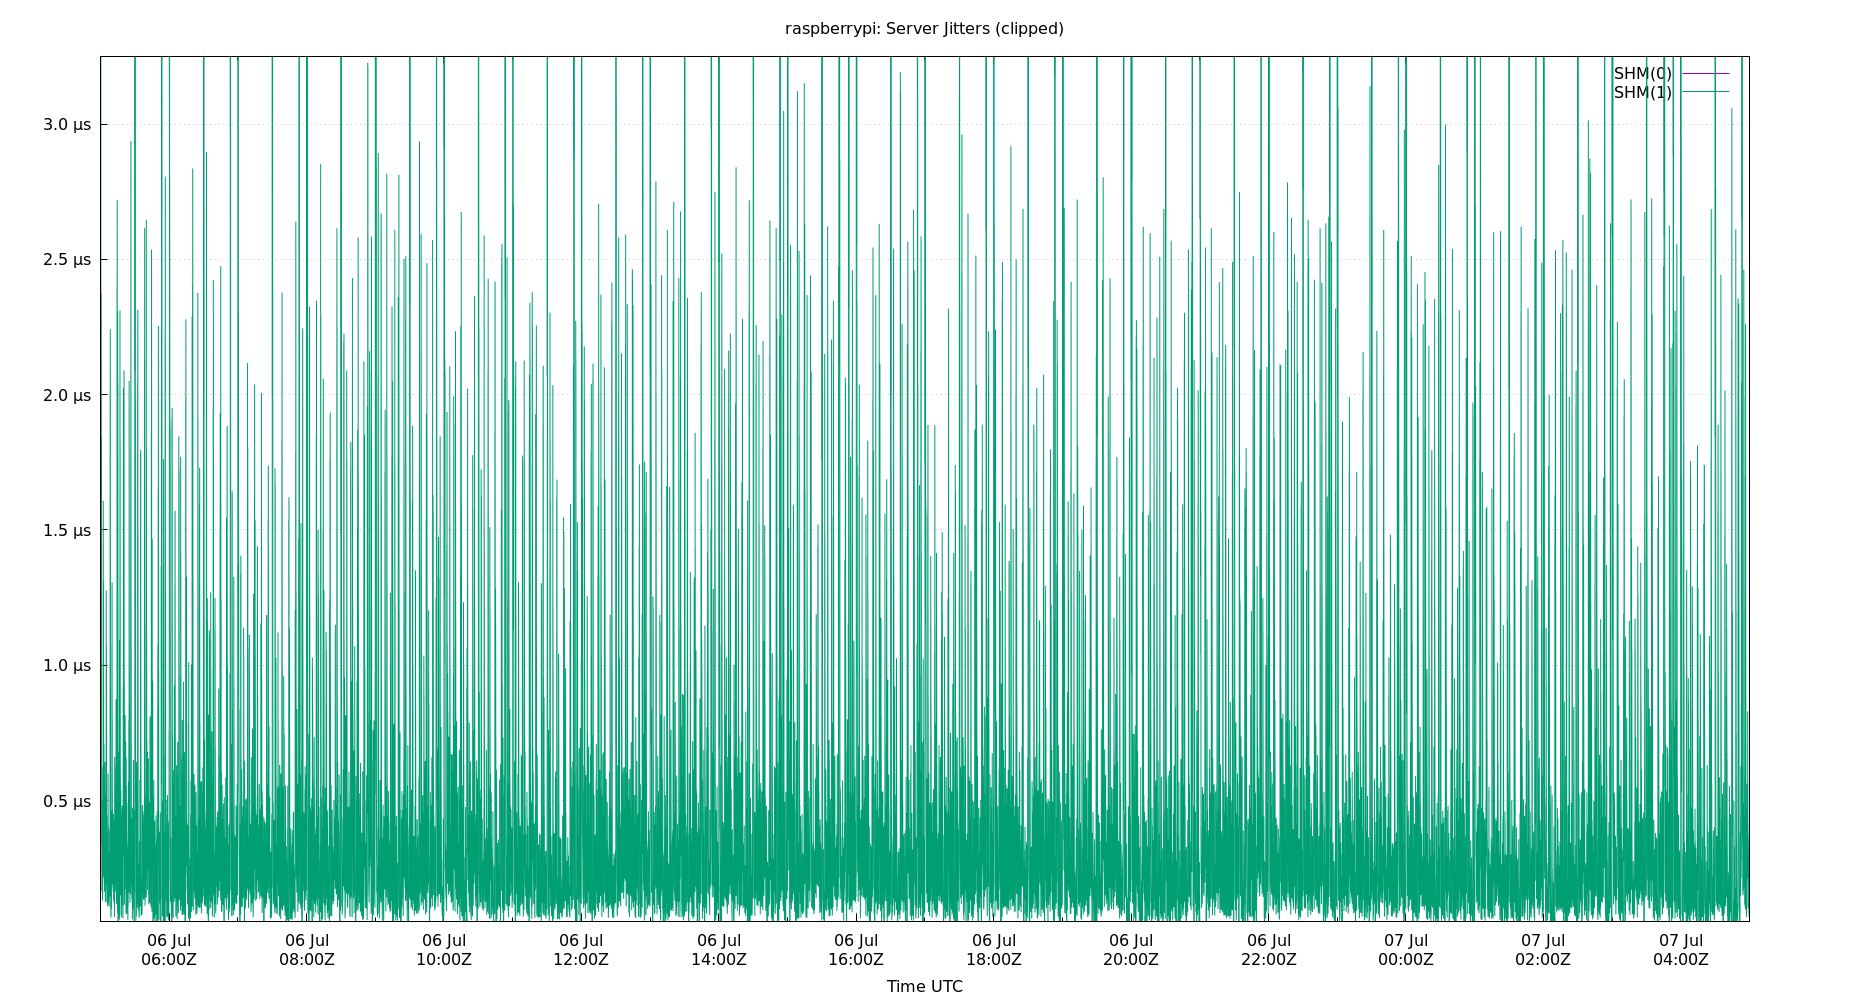 raspberrypi: Server Jitters (clipped)
SHM(0)
SHM(1)
3.0 µs
2.5 µs
2.0 µs
1.5 µs
1.0 µs
0.5 µs
06 Jul 06 Jul 06 Jul 06 Jul 06 Jul 06 Jul 06 Jul 06 Jul 06 Jul 07 Jul 07 Jul 07 Jul
06:00Z 08:00Z 10:00Z 12:00Z 14:00Z 16:00Z 18:00Z 20:00Z 22:00Z 00:00Z 02:00Z 04:00Z
Time UTC